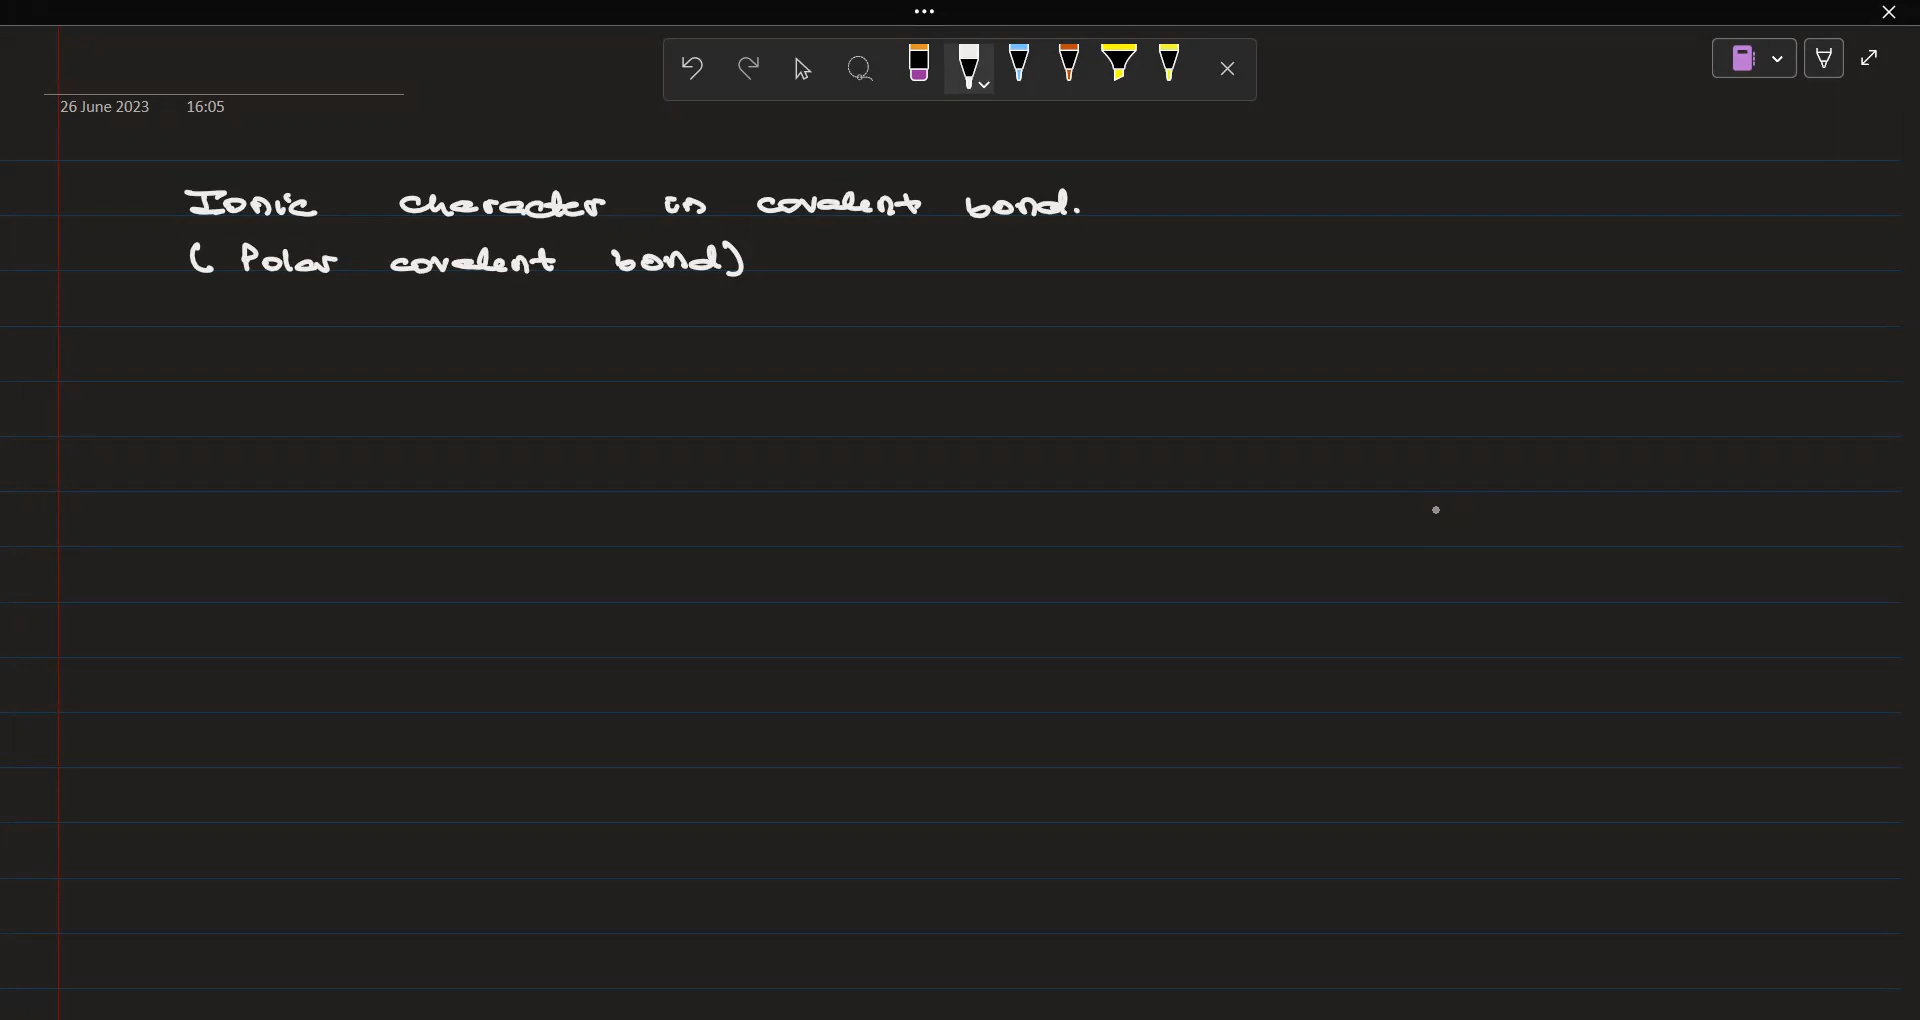 26 June 2023 16:05
Ionic character in covalent bond.
( Polar covalent bond)